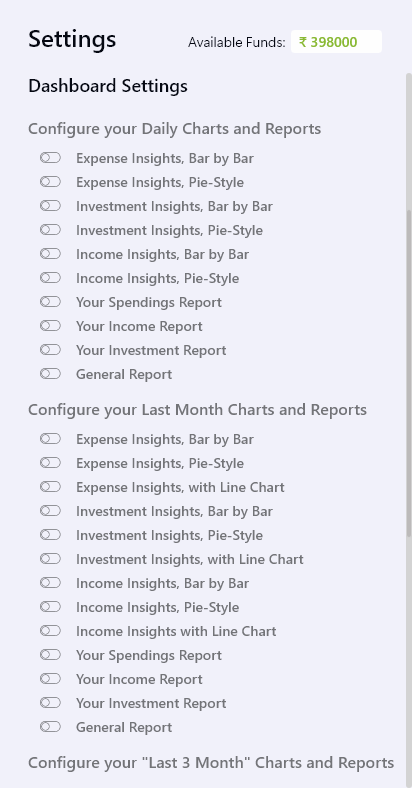 Settings
Available Funds: ₹ 398000
Dashboard Settings
Configure your Daily Charts and Reports
Expense Insights, Bar by Bar
Expense Insights, Pie-Style
Investment Insights, Bar by Bar
Investment Insights, Pie-Style
Income Insights, Bar by Bar
Income Insights, Pie-Style
Your Spendings Report
Your Income Report
Your Investment Report
General Report
Configure your Last Month Charts and Reports
Expense Insights, Bar by Bar
Expense Insights, Pie-Style
Expense Insights, with Line Chart
Investment Insights, Bar by Bar
Investment Insights, Pie-Style
Investment Insights, with Line Chart
Income Insights, Bar by Bar
Income Insights, Pie-Style
Income Insights with Line Chart
Your Spendings Report
Your Income Report
Your Investment Report
General Report
Configure your "Last 3 Month" Charts and Reports